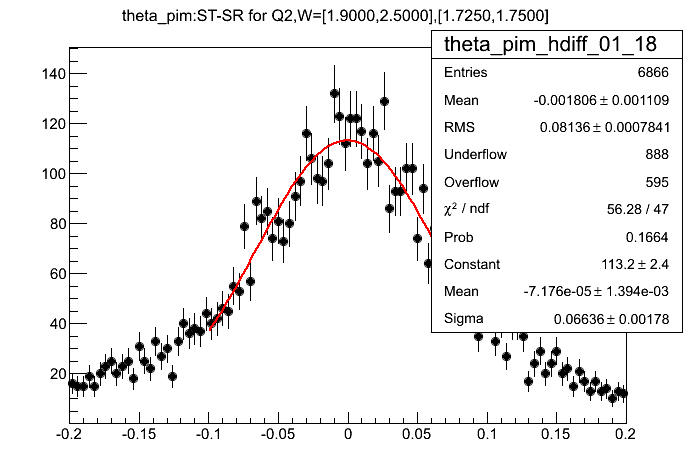 theta_pim:ST-SR for Q2,W=[1.9000,2.5000],[1.7250,1.7500]
theta_pim_hdiff_01_18
Entries 6866
Mean -0.001806 ± 0.001109
RMS 0.08136 ± 0.0007841
Underflow 888
Overflow 595
χ² / ndf 56.28 / 47
Prob 0.1664
Constant 113.2 ± 2.4
Mean -7.176e-05 ± 1.394e-03
Sigma 0.06636 ± 0.00178
140
120
100
80
60
40
20
-0.2 -0.15 -0.1 -0.05 0 0.05 0.1 0.15 0.2